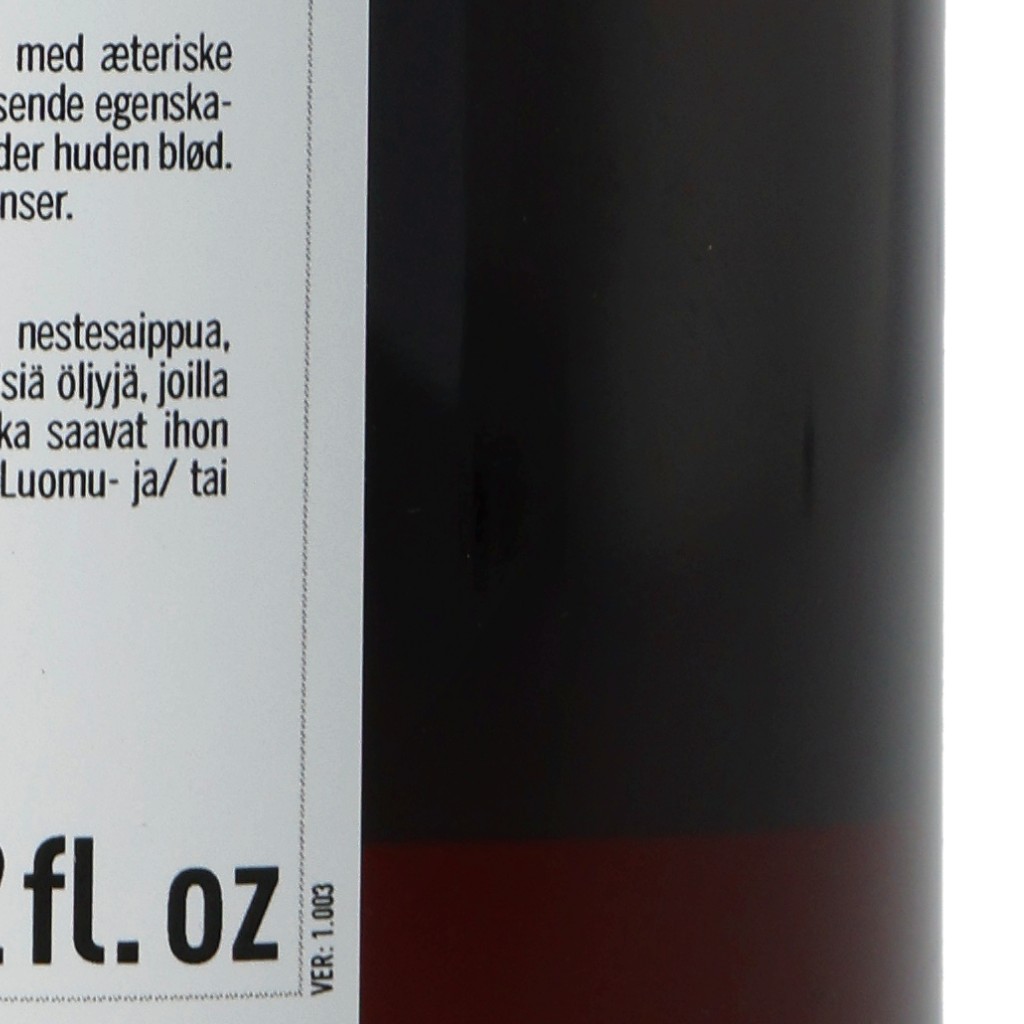 med æteriske
sende egenska-
der huden blød.
nser.
nestesaippua,
siä öljyjä, joilla
ka saavat ihon
Luomu- ja/ tai
fl. oz
VER: 1.003